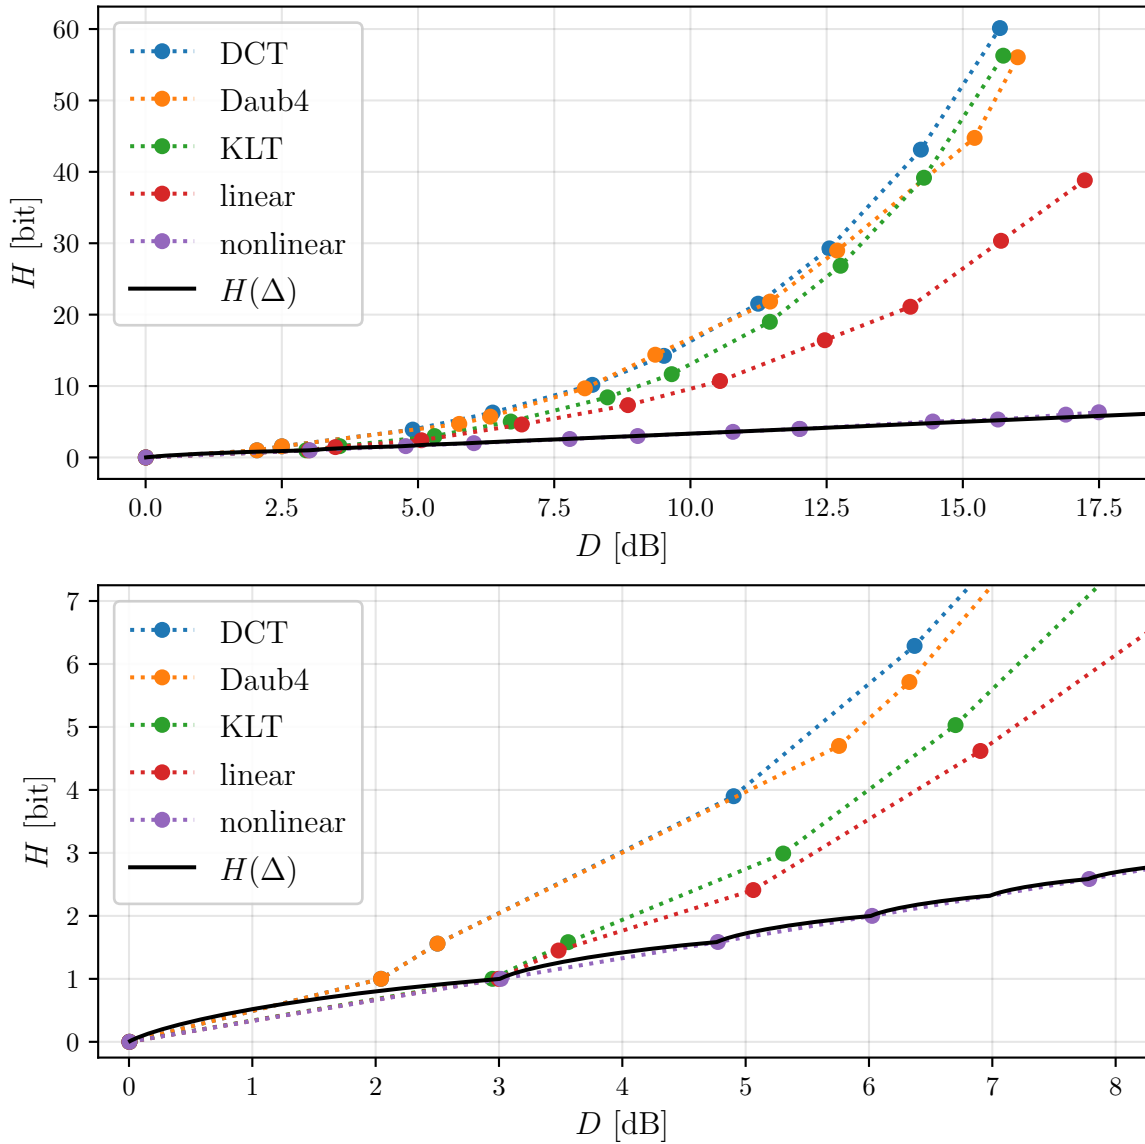 60
50
40
30
20
10
0
H [bit]
DCT
Daub4
KLT
linear
nonlinear
H(Δ)
0.0 2.5 5.0 7.5 10.0 12.5 15.0 17.5
D [dB]
7
6
5
4
3
2
1
0
H [bit]
DCT
Daub4
KLT
linear
nonlinear
H(Δ)
0 1 2 3 4 5 6 7 8
D [dB]